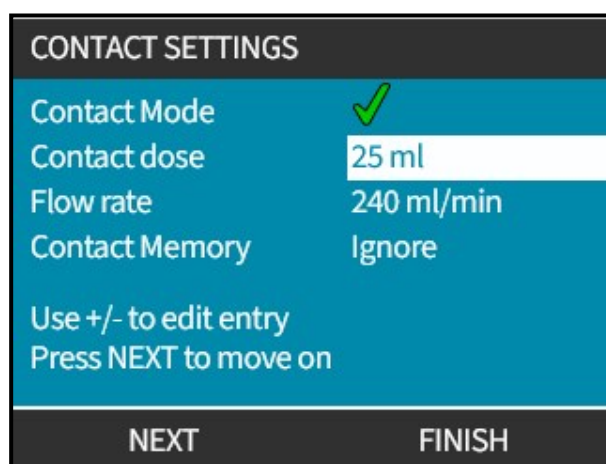 CONTACT SETTINGS
Contact Mode
Contact dose 25 ml
Flow rate 240 ml/min
Contact Memory Ignore
Use +/- to edit entry
Press NEXT to move on
NEXT FINISH